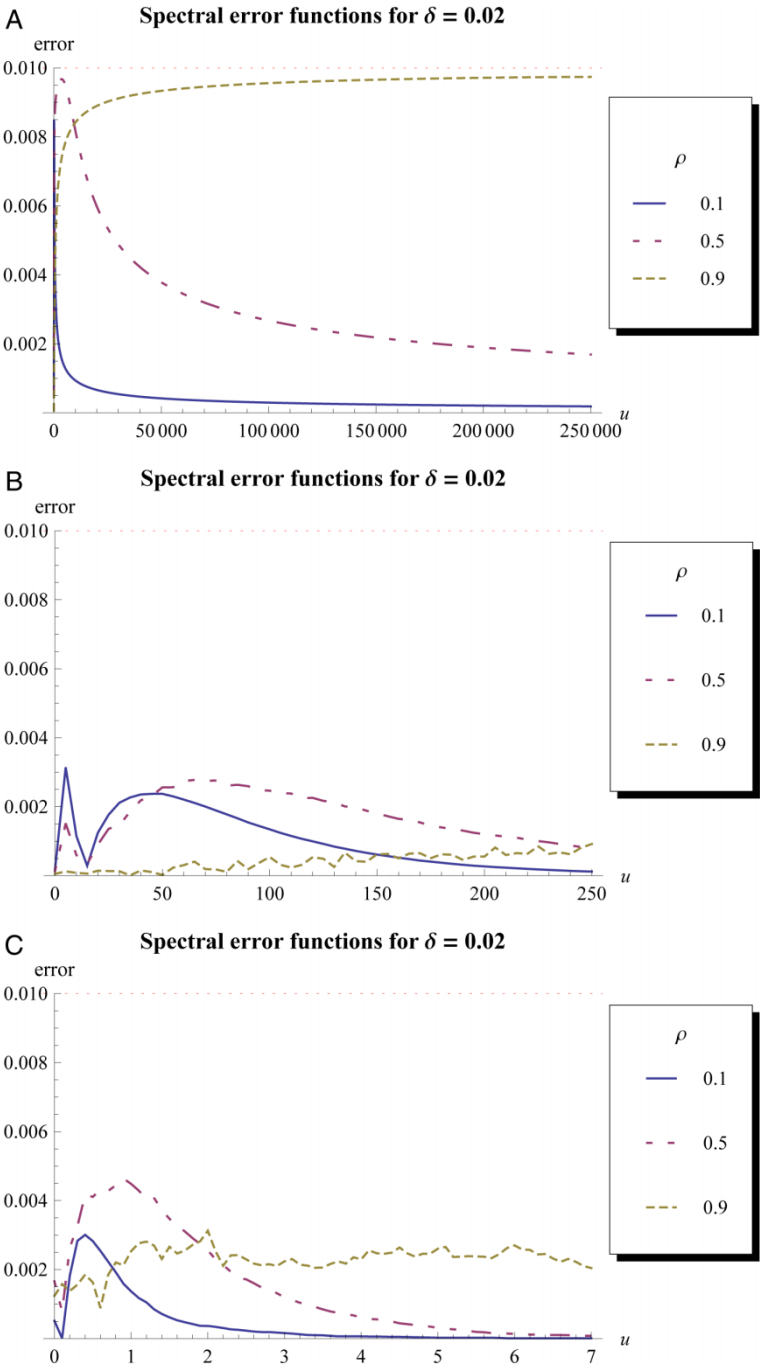 A
Spectral error functions for δ = 0.02
error
0.010
0.008
0.006
0.004
0.002
0
50 000
100 000
150 000
200 000
250 000
u
ρ
0.1
0.5
0.9
B
Spectral error functions for δ = 0.02
error
0.010
0.008
0.006
0.004
0.002
0
50
100
150
200
250
u
ρ
0.1
0.5
0.9
C
Spectral error functions for δ = 0.02
error
0.010
0.008
0.006
0.004
0.002
0
1
2
3
4
5
6
7
u
ρ
0.1
0.5
0.9